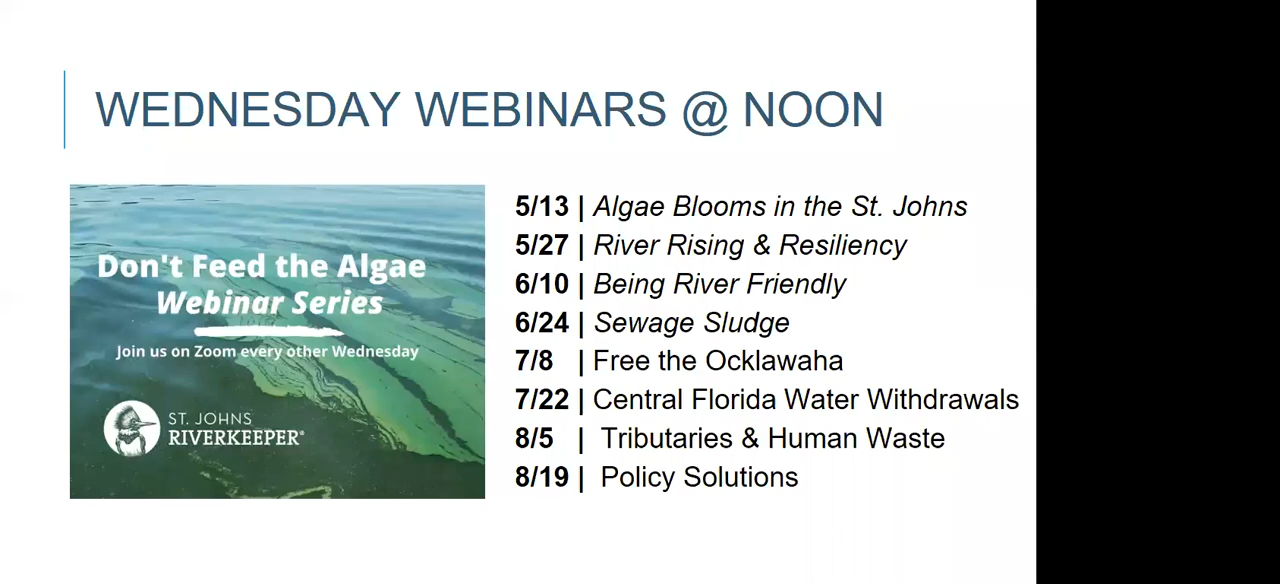 WEDNESDAY WEBINARS @ NOON
Don't Feed the Algae
Webinar Series
Join us on Zoom every other Wednesday
ST. JOHNS
RIVERKEEPER®
5/13 | Algae Blooms in the St. Johns
5/27 | River Rising & Resiliency
6/10 | Being River Friendly
6/24 | Sewage Sludge
7/8 | Free the Ocklawaha
7/22 | Central Florida Water Withdrawals
8/5 | Tributaries & Human Waste
8/19 | Policy Solutions